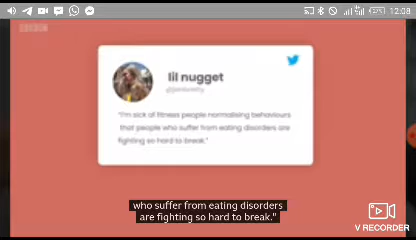 12:08
BBC
lil nugget
"I'm sick of fitness people normalising behaviours
that people who suffer from eating disorders are
fighting so hard to break."
who suffer from eating disorders
are fighting so hard to break."
V RECORDER